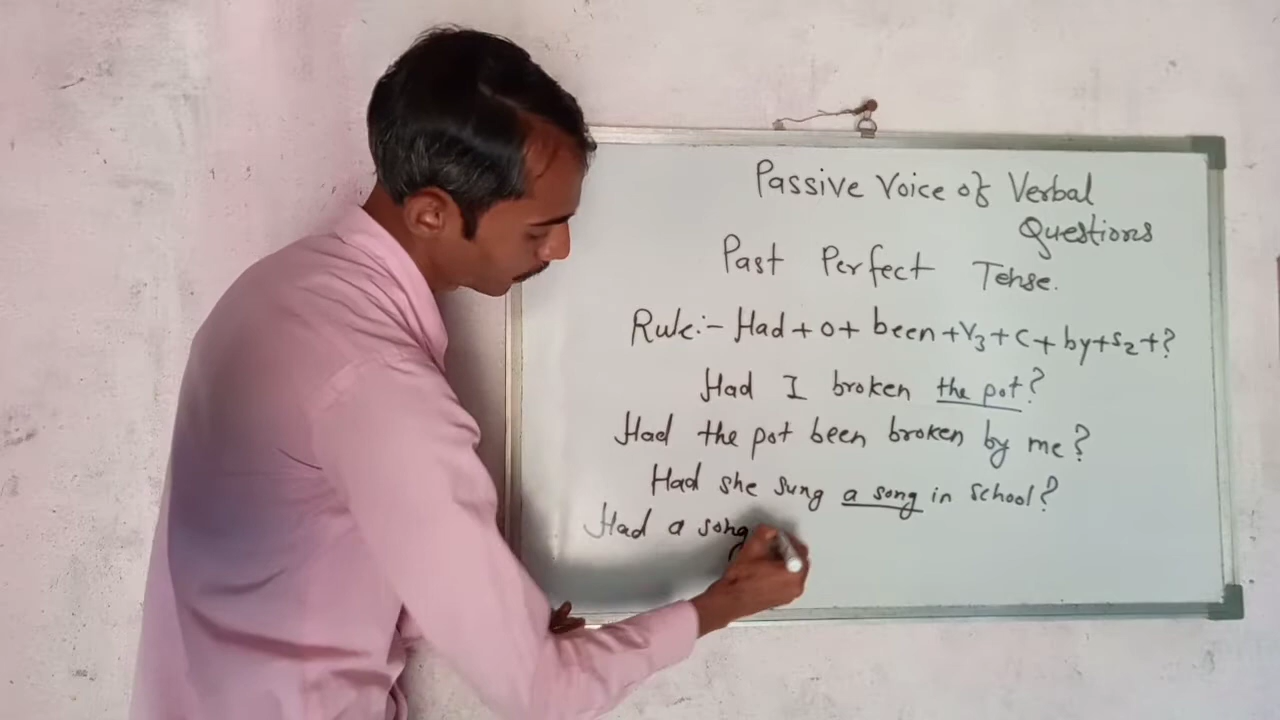 Passive Voice of Verbal
Questions
Past Perfect Tense.
Rule:- Had + o + been + V3 + C + by + S2 + ?
Had I broken the pot?
Had the pot been broken by me?
Had she sung a song in school?
Had a song